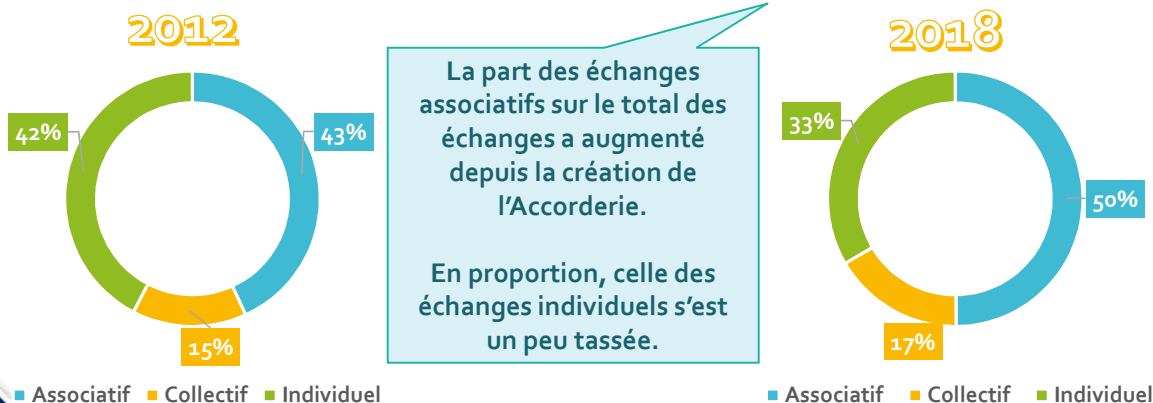 2012
42%
43%
15%
Associatif Collectif Individuel
La part des échanges
associatifs sur le total des
échanges a augmenté
depuis la création de
l'Accorderie.
En proportion, celle des
échanges individuels s’est
un peu tassée.
2018
33%
50%
17%
Associatif Collectif Individuel